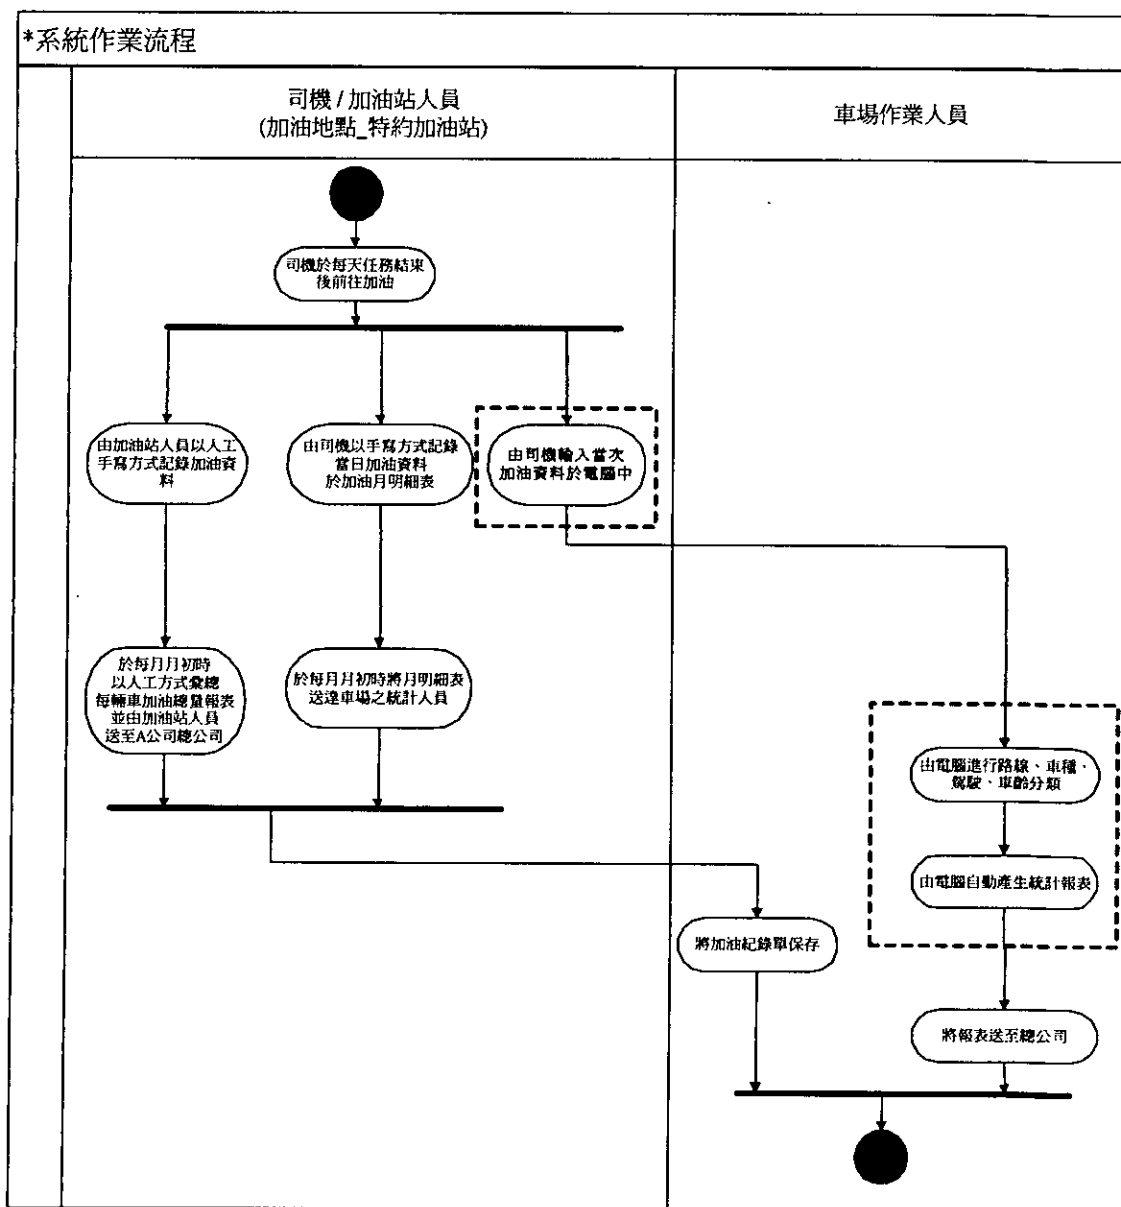 *系統作業流程
司機 / 加油站人員
(加油地點_特約加油站)
車場作業人員
司機於每天任務結束
後前往加油
由加油站人員以人工
手寫方式記錄加油資
料
由司機以手寫方式記錄
當日加油資料
於加油月明細表
由司機輸入當次
加油資料於電腦中
於每月月初時
以人工方式彙總
每輛車加油總量報表
並由加油站人員
送至A公司總公司
於每月月初時將月明細表
送達車場之統計人員
由電腦進行路線、車種、
駕駛、車齡分類
由電腦自動產生統計報表
將加油紀錄單保存
將報表送至總公司